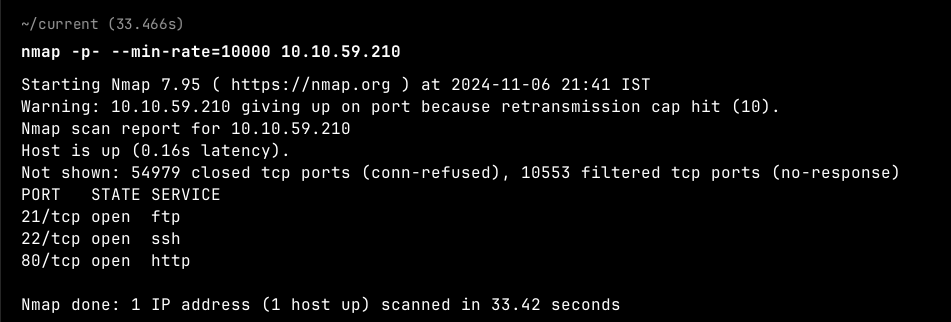 ~/current (33.466s)
nmap -p- --min-rate=10000 10.10.59.210
Starting Nmap 7.95 ( https://nmap.org ) at 2024-11-06 21:41 IST
Warning: 10.10.59.210 giving up on port because retransmission cap hit (10).
Nmap scan report for 10.10.59.210
Host is up (0.16s latency).
Not shown: 54979 closed tcp ports (conn-refused), 10553 filtered tcp ports (no-response)
PORT   STATE SERVICE
21/tcp open  ftp
22/tcp open  ssh
80/tcp open  http
Nmap done: 1 IP address (1 host up) scanned in 33.42 seconds